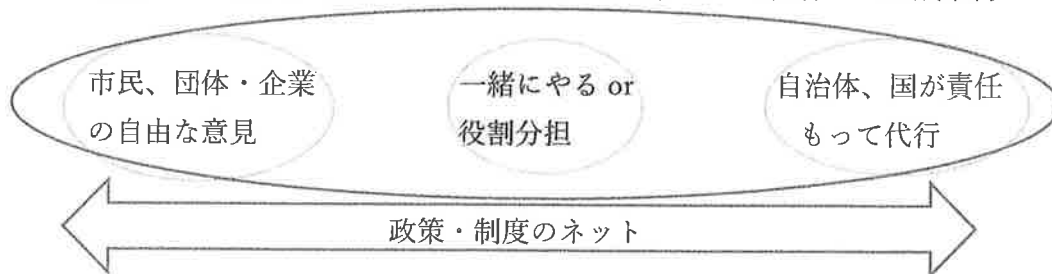 市民、団体・企業
の自由な意見
一緒にやる or
役割分担
自治体、国が責任
もって代行
政策・制度のネット